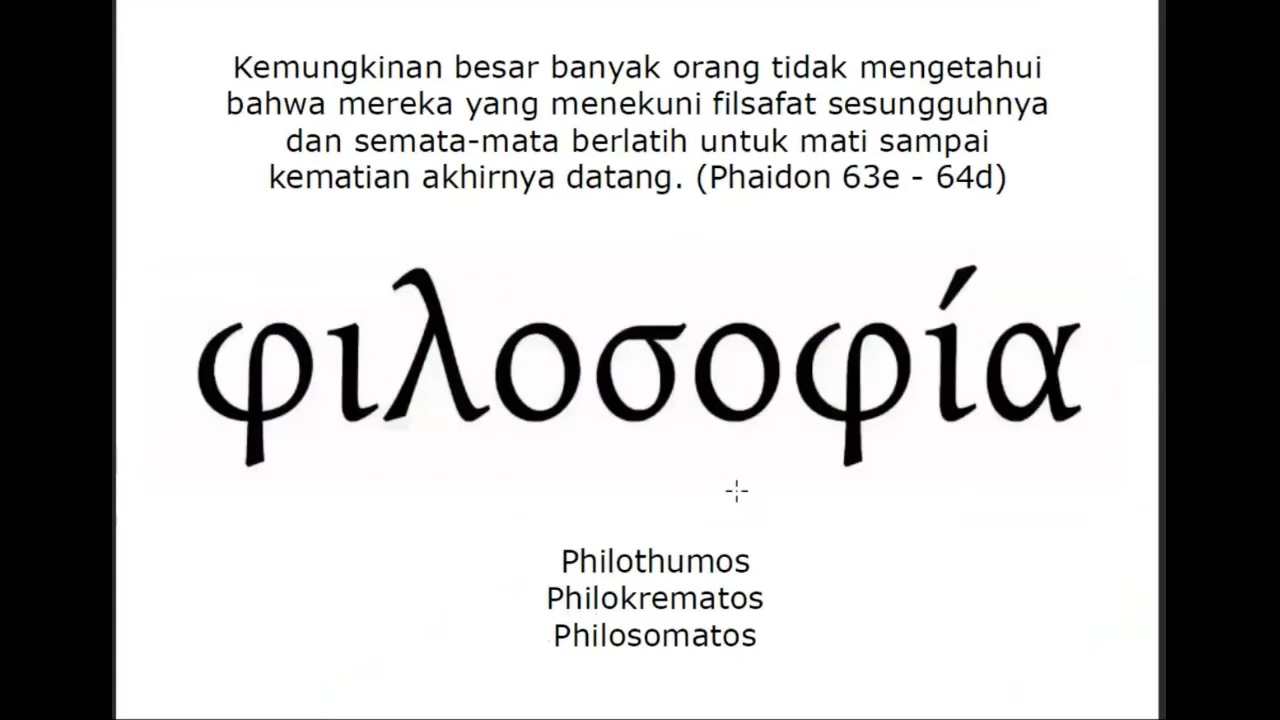 Kemungkinan besar banyak orang tidak mengetahui
bahwa mereka yang menekuni filsafat sesungguhnya
dan semata-mata berlatih untuk mati sampai
kematian akhirnya datang. (Phaidon 63e - 64d)
φιλοσοφία
Philothumos
Philokrematos
Philosomatos